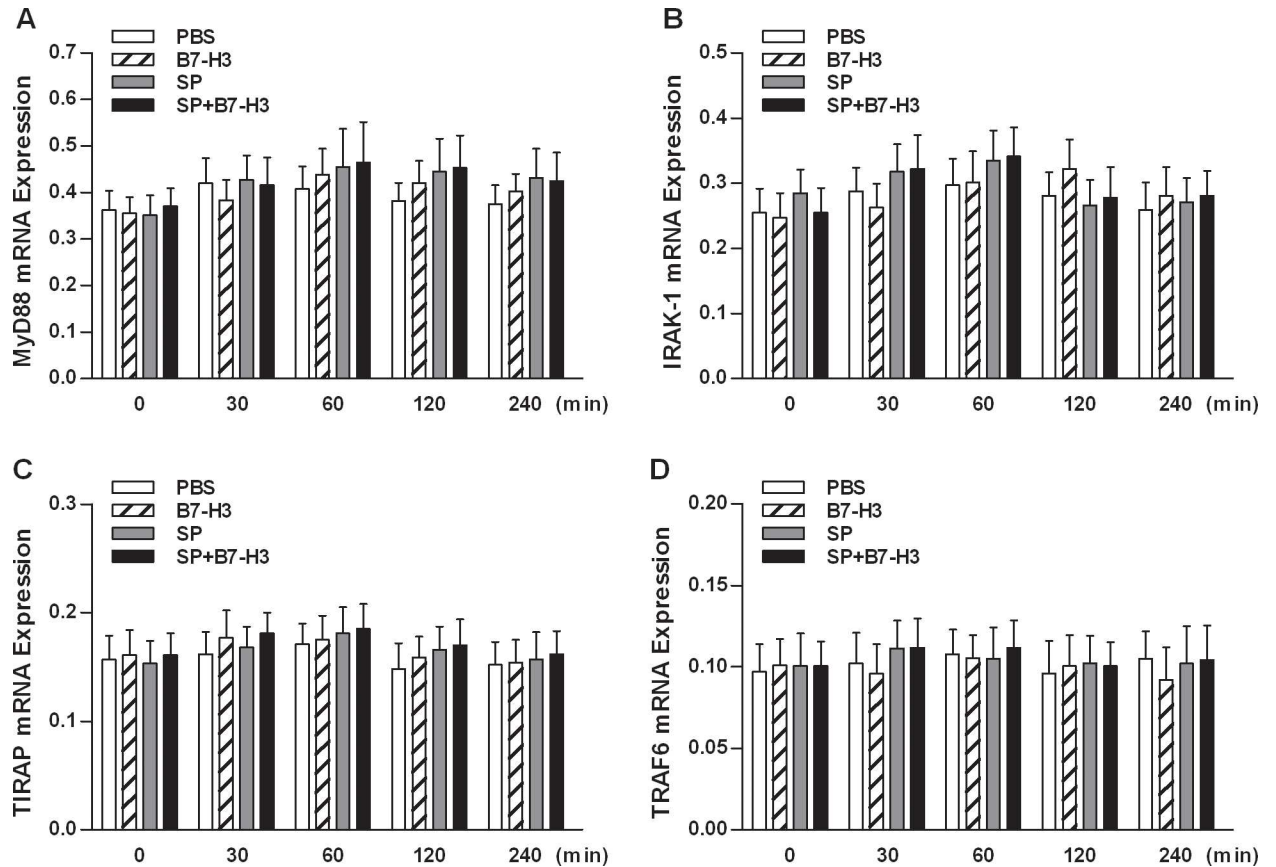 A
MyD88 mRNA Expression
0.7
0.6
0.5
0.4
0.3
0.2
0.1
0.0
PBS
B7-H3
SP
SP+B7-H3
0 30 60 120 240 (min)
B
IRAK-1 mRNA Expression
0.5
0.4
0.3
0.2
0.1
0.0
PBS
B7-H3
SP
SP+B7-H3
0 30 60 120 240 (min)
C
TIRAP mRNA Expression
0.3
0.2
0.1
0.0
PBS
B7-H3
SP
SP+B7-H3
0 30 60 120 240 (min)
D
TRAF6 mRNA Expression
0.20
0.15
0.10
0.05
0.00
PBS
B7-H3
SP
SP+B7-H3
0 30 60 120 240 (min)